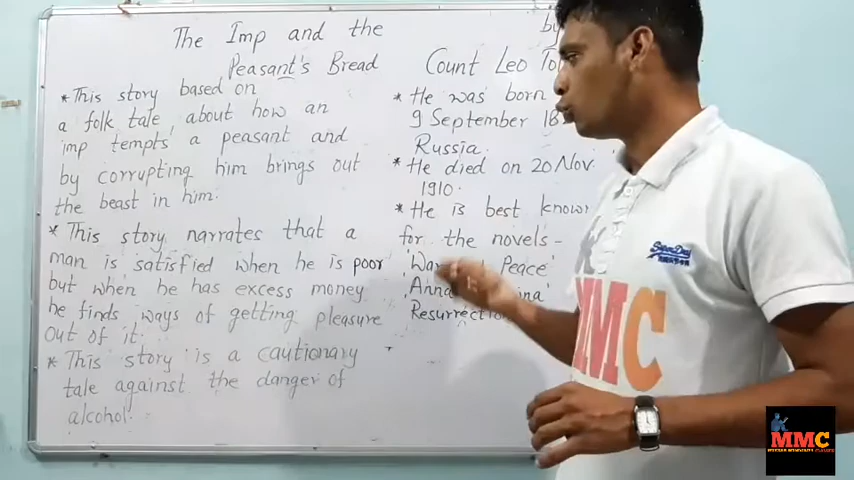 The Imp and the
Peasant's Bread
by
Count Leo
* This story based on
a folk tale, about how an
imp tempts a peasant and
by corrupting him brings out
the beast in him.
* This story narrates that a
man is satisfied when he is poor
but when he has excess money
he finds ways of getting pleasure
out of it.
* This story is a cautionary
tale against the danger of
alcohol.
* He was born
9 September
Russia.
* He died on 20 Nov
1910.
* He is best known
for the novels -
Peace'
Resurrection
SuperDry
MM
MMC